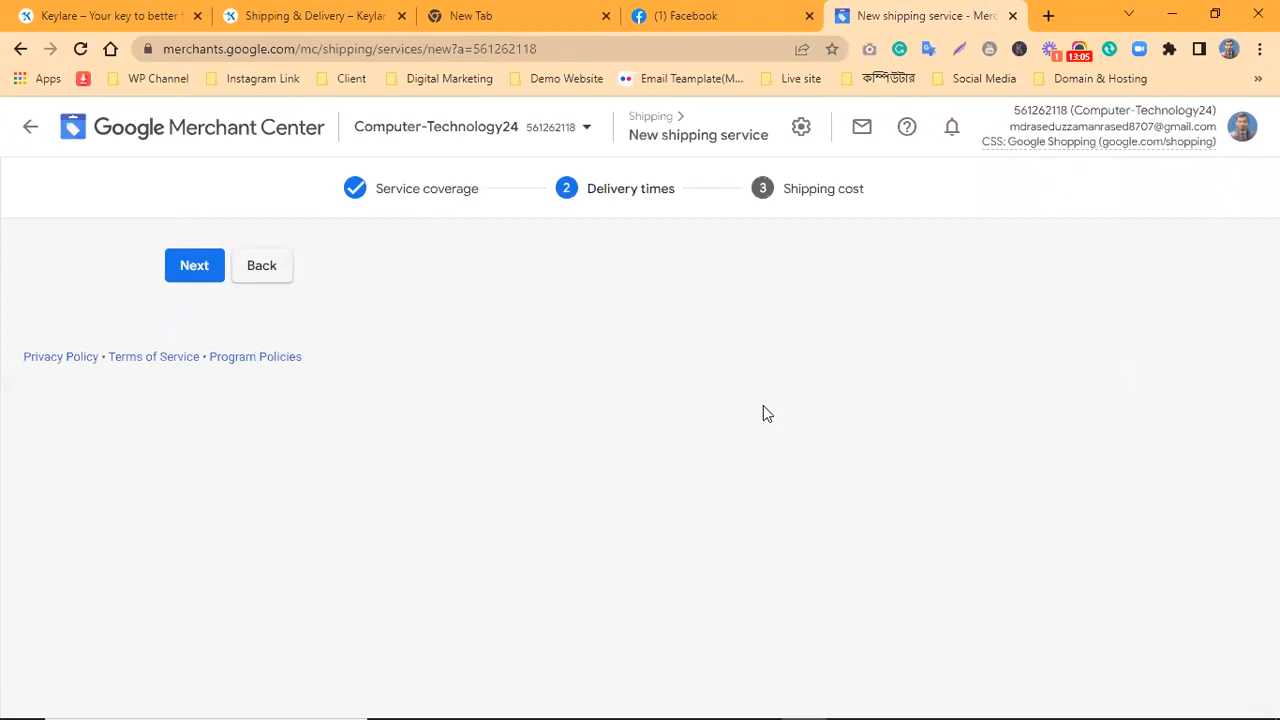 Keylare – Your key to better
Shipping & Delivery – Keylar
New Tab
(1) Facebook
New shipping service - Merc
merchants.google.com/mc/shipping/services/new?a=561262118
1
13:05
Apps
WP Channel
Instagram Link
Client
Digital Marketing
Demo Website
Email Teamplate(M...
Live site
কম্পিউটার
Social Media
Domain & Hosting
»
Google Merchant Center
Computer-Technology24 561262118
Shipping
New shipping service
561262118 (Computer-Technology24)
mdraseduzzamanrased8707@gmail.com
CSS: Google Shopping (google.com/shopping)
Service coverage
2 Delivery times
3 Shipping cost
Next
Back
Privacy Policy • Terms of Service • Program Policies